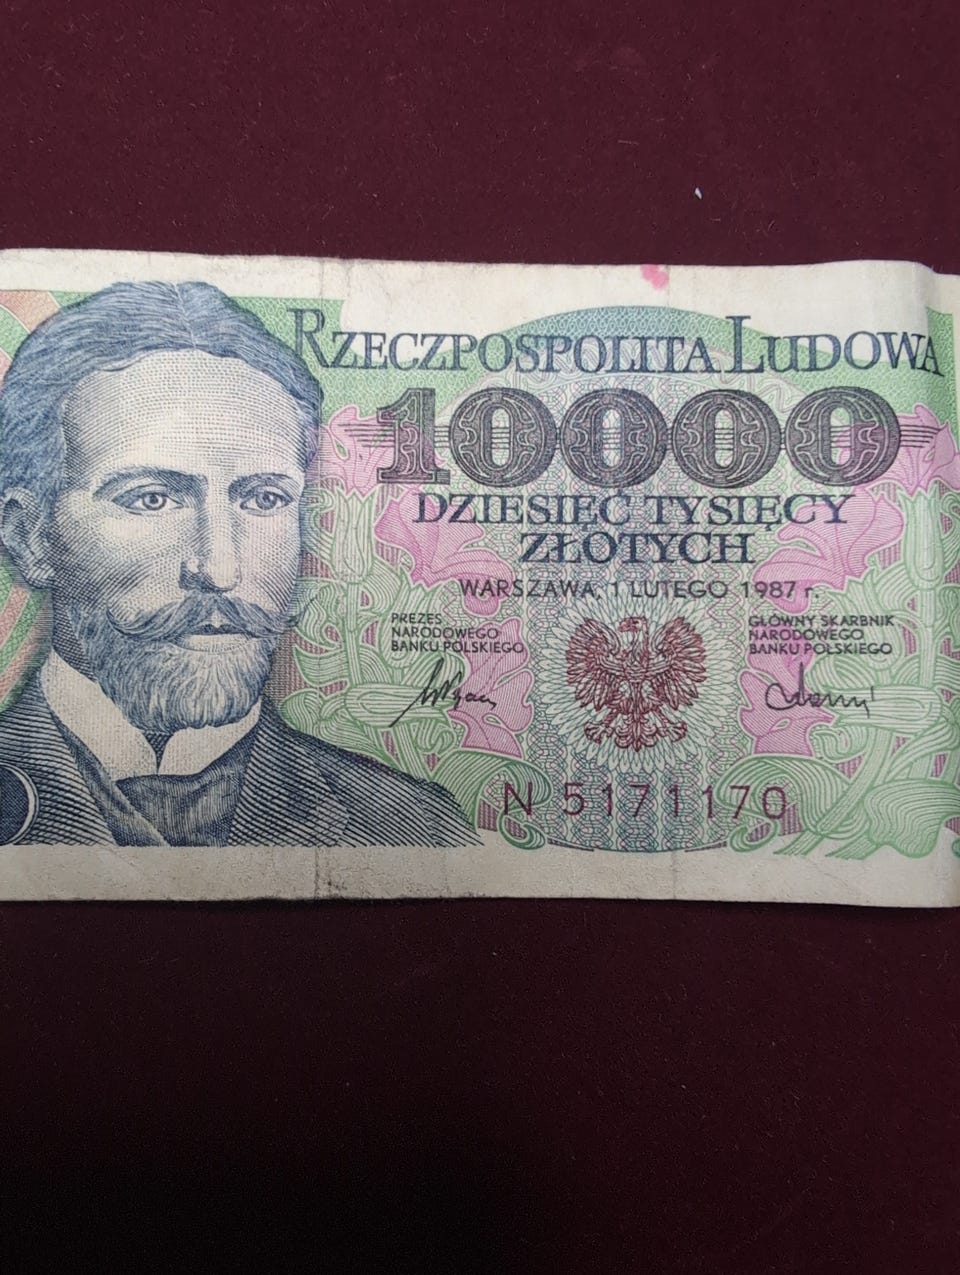 RZECZPOSPOLITA LUDOWA
10000
DZIESIĘĆ TYSIĘCY
ZŁOTYCH
WARSZAWA, 1 LUTEGO 1987 r.
PREZES
NARODOWEGO
BANKU POLSKIEGO
GŁÓWNY SKARBNIK
NARODOWEGO
BANKU POLSKIEGO
N 5171170